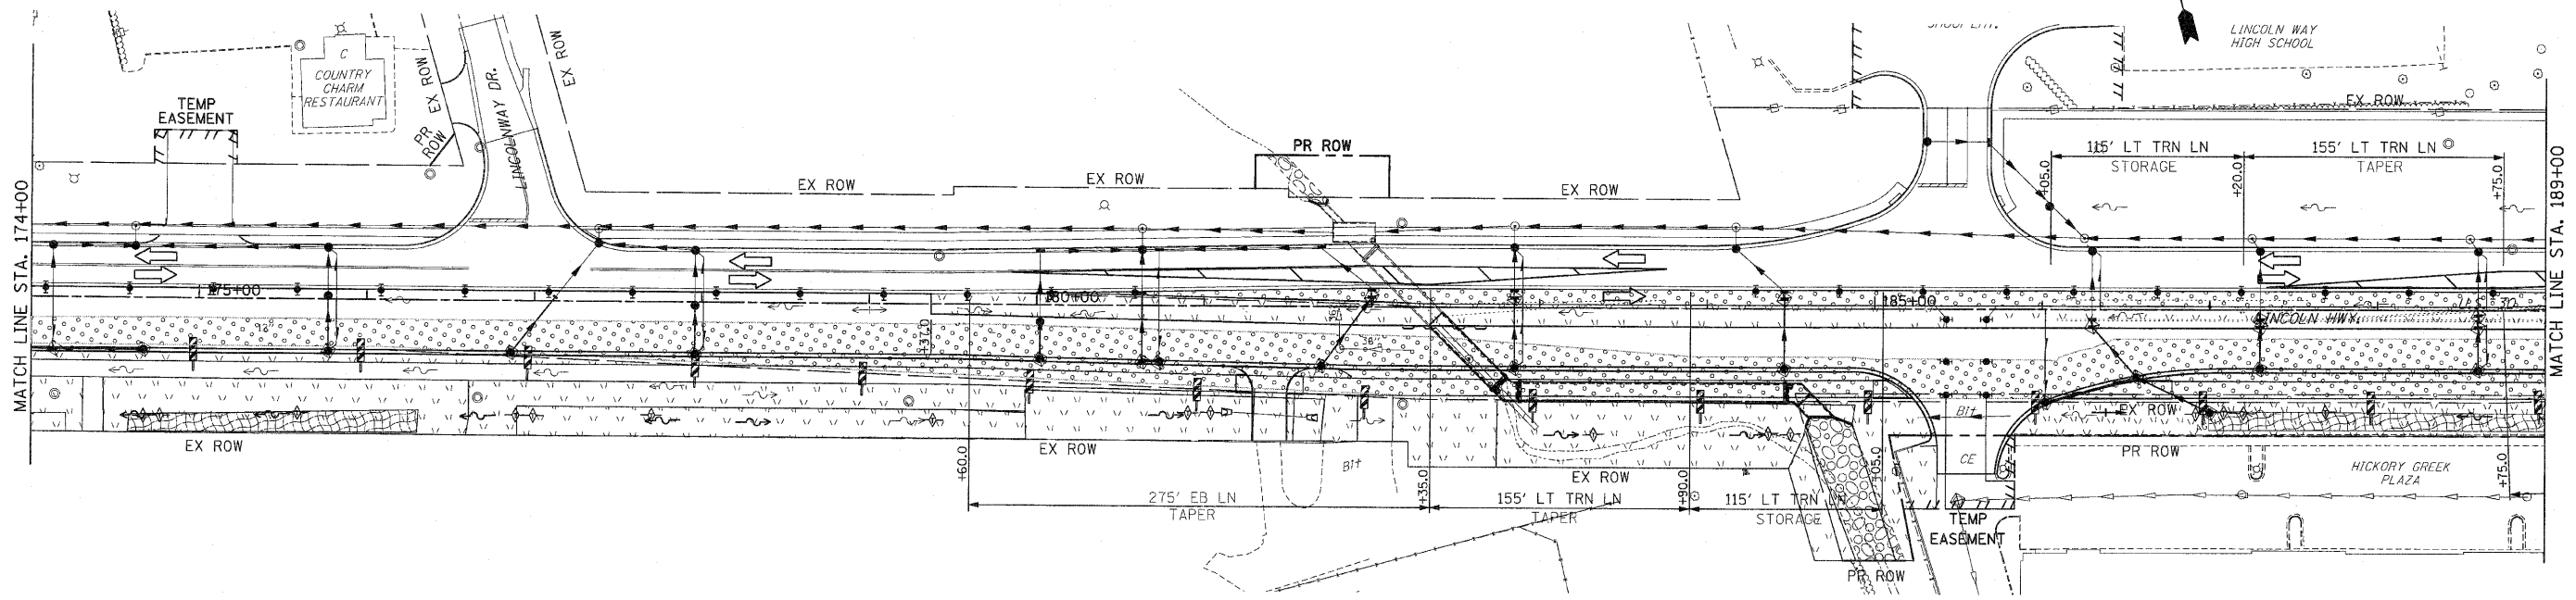 MATCH LINE STA. 174+00
TEMP
EASEMENT
C
COUNTRY
CHARM
RESTAURANT
EX ROW
PR
ROW
LINCOLNWAY DR.
EX ROW
EX ROW
EX ROW
PR ROW
EX ROW
LINCOLN WAY
HIGH SCHOOL
EX ROW
115' LT TRN LN
STORAGE
155' LT TRN LN
TAPER
+05.0
+20.0
+75.0
MATCH LINE STA. 189+00
175+00
180+00
185+00
LINCOLN HWY.
+37.0
EX ROW
EX ROW
EX ROW
EX ROW
PR ROW
Bit
Bit
CE
HICKORY GREEK
PLAZA
+60.0
275' EB LN
TAPER
+35.0
155' LT TRN LN
TAPER
+90.0
115' LT TRN LN
STORAGE
+05.0
+75.0
TEMP
EASEMENT
PR ROW